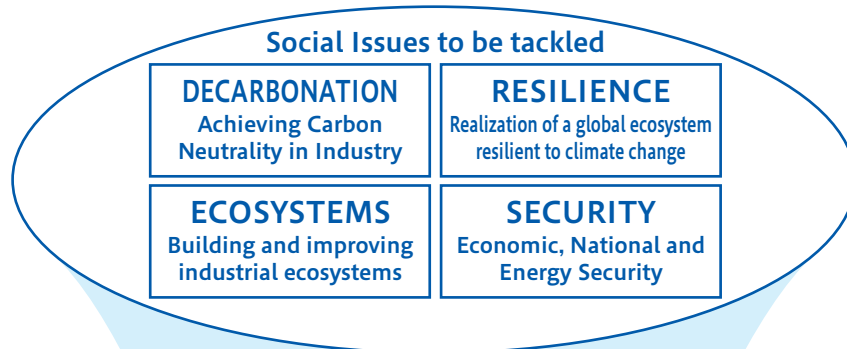 Social Issues to be tackled
DECARBONATION
Achieving Carbon
Neutrality in Industry
RESILIENCE
Realization of a global ecosystem
resilient to climate change
ECOSYSTEMS
Building and improving
industrial ecosystems
SECURITY
Economic, National and
Energy Security